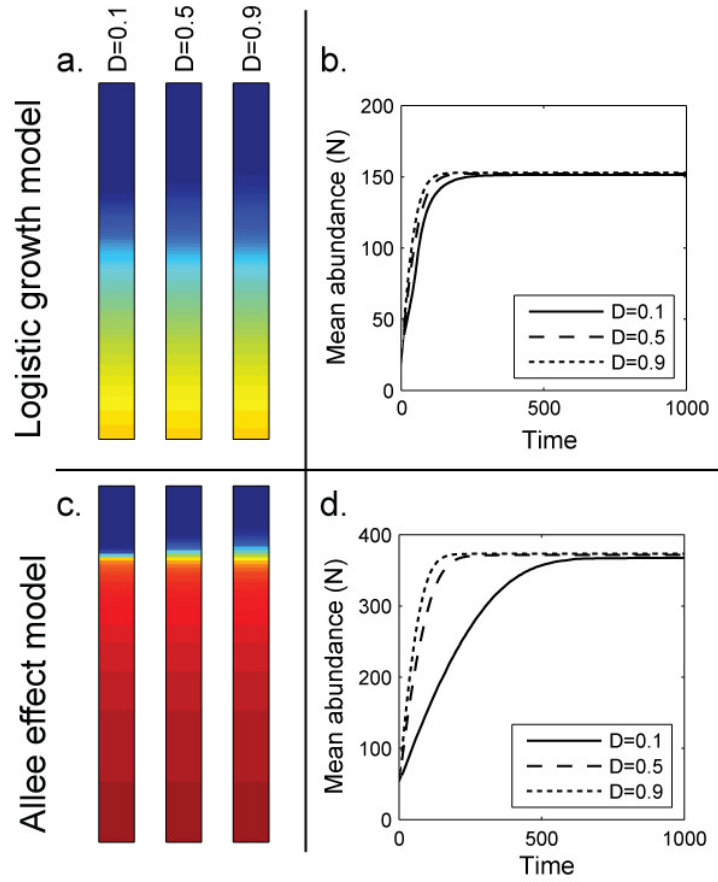 Logistic growth model
a.
D=0.1
D=0.5
D=0.9
b.
Mean abundance (N)
200
150
100
50
0
D=0.1
D=0.5
D=0.9
0
500
1000
Time
Allee effect model
c.
d.
Mean abundance (N)
400
300
200
100
0
D=0.1
D=0.5
D=0.9
0
500
1000
Time